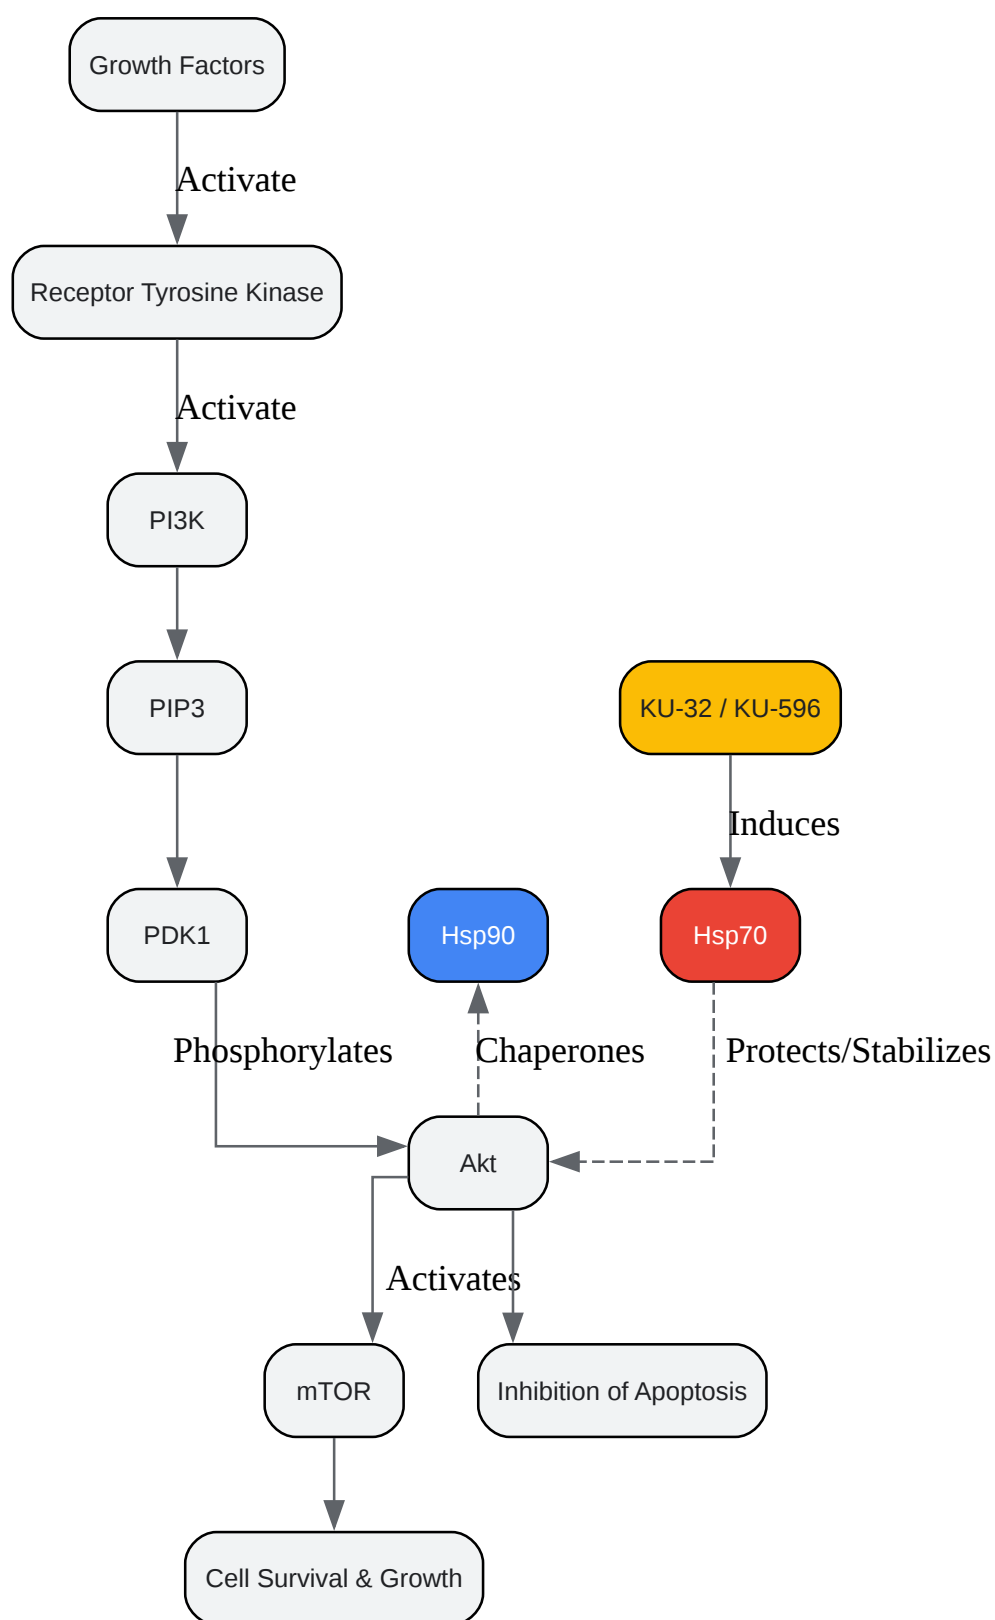 Growth Factors
Activate
Receptor Tyrosine Kinase
Activate
PI3K
PIP3
KU-32 / KU-596
Induces
PDK1
Hsp90
Hsp70
Phosphorylates
Chaperones
Protects/Stabilizes
Akt
Activates
mTOR
Inhibition of Apoptosis
Cell Survival & Growth